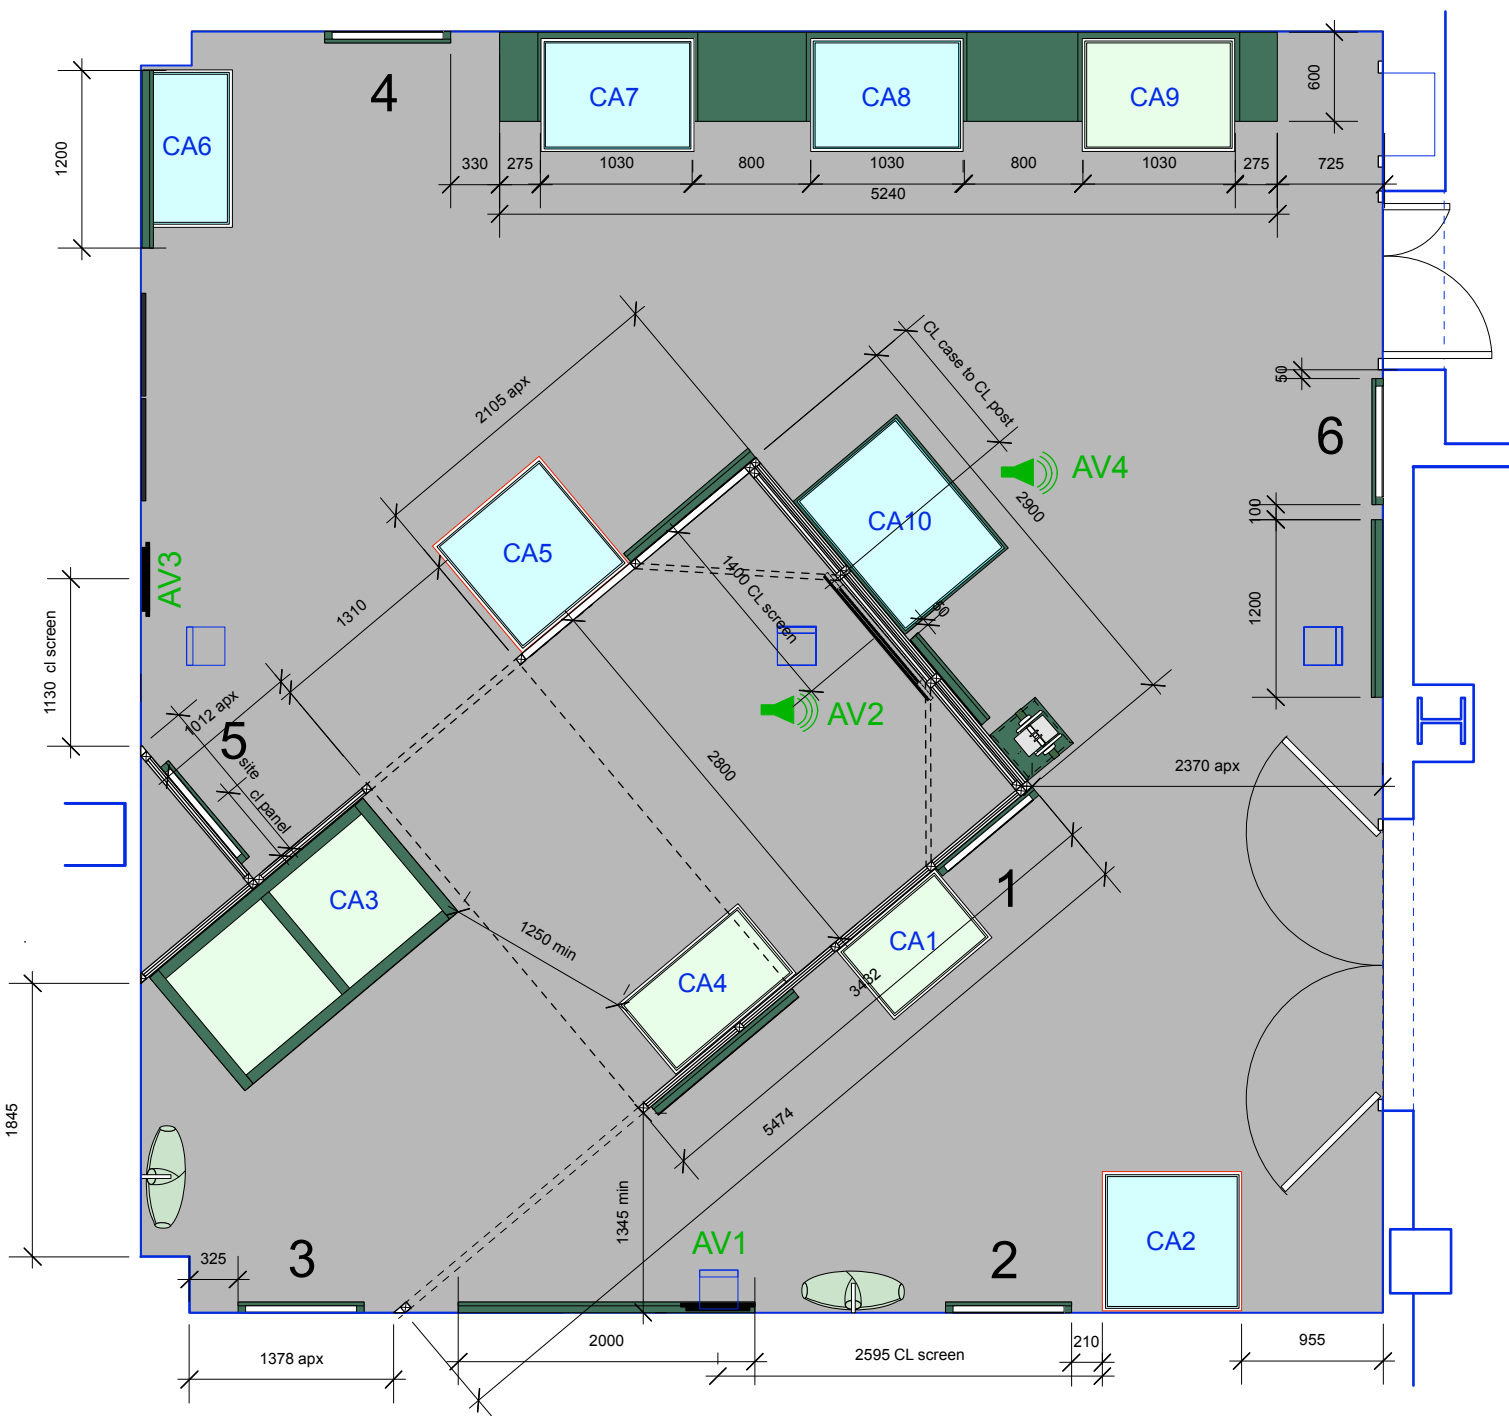 4
CA7
CA8
CA9
600
CA6
1200
330
275
1030
800
1030
800
1030
275
725
5240
CL case to CL post
50
2105 apx
6
AV4
2900
100
CA10
CA5
AV3
1400 CL screen
50
1310
1200
1130 cl screen
1012 apx
5
AV2
site
2800
2370 apx
cl panel
CA3
1
1250 min
CA1
CA4
3432
1845
5474
1345 min
AV1
CA2
325
3
2
2000
210
955
1378 apx
2595 CL screen